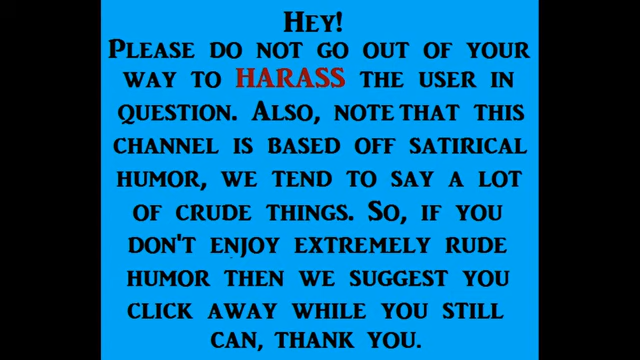 Hey!
Please do not go out of your
way to HARASS the user in
question. Also, note that this
channel is based off satirical
humor, we tend to say a lot
of crude things. So, if you
don't enjoy extremely rude
humor then we suggest you
click away while you still
can, thank you.